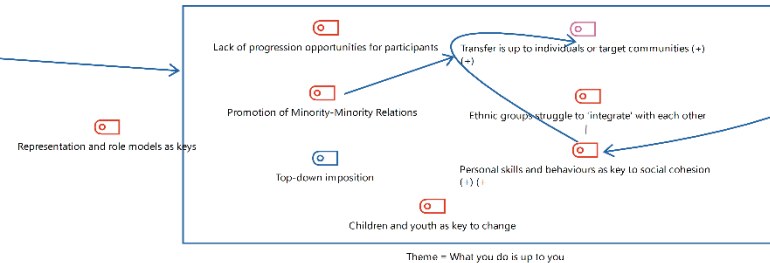 Lack of progression opportunities for participants
Transfer is up to individuals or target communities (+)
(+)
Promotion of Minority-Minority Relations
Ethnic groups struggle to 'integrate' with each other
Representation and role models as keys
Top-down imposition
Personal skills and behaviours as key to social cohesion
(+) (+
Children and youth as key to change
Theme = What you do is up to you